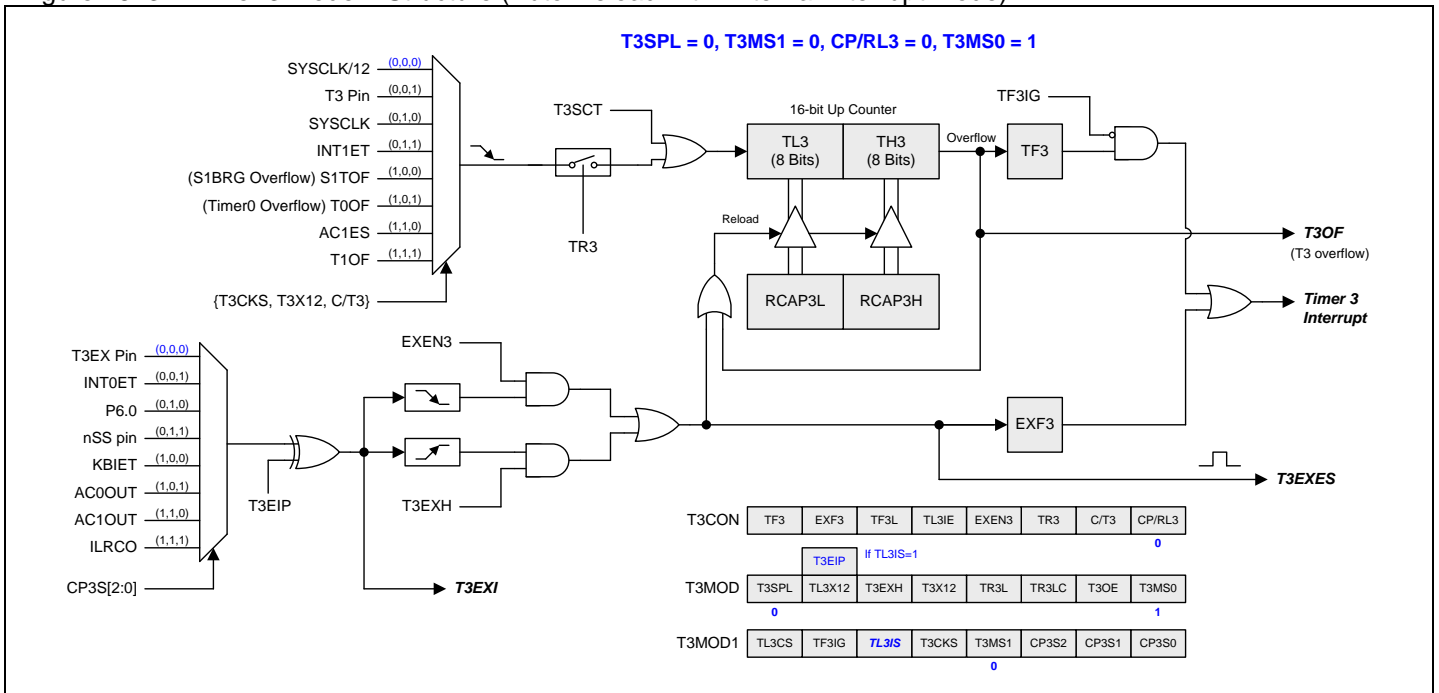 T3SPL = 0, T3MS1 = 0, CP/RL3 = 0, T3MS0 = 1
SYSCLK/12 (0,0,0)
T3 Pin (0,0,1)
SYSCLK (0,1,0)
INT1ET (0,1,1)
(S1BRG Overflow) S1TOF (1,0,0)
(Timer0 Overflow) T0OF (1,0,1)
AC1ES (1,1,0)
T1OF (1,1,1)
{T3CKS, T3X12, C/T3}
T3SCT
TR3
16-bit Up Counter
TL3
(8 Bits)
TH3
(8 Bits)
Overflow
TF3IG
TF3
Reload
RCAP3L
RCAP3H
T3OF
(T3 overflow)
Timer 3
Interrupt
T3EX Pin (0,0,0)
INT0ET (0,0,1)
P6.0 (0,1,0)
nSS pin (0,1,1)
KBIET (1,0,0)
AC0OUT (1,0,1)
AC1OUT (1,1,0)
ILRCO (1,1,1)
CP3S[2:0]
T3EIP
EXEN3
T3EXH
T3EXI
EXF3
T3EXES
T3CON TF3 EXF3 TF3L TL3IE EXEN3 TR3 C/T3 CP/RL3
0
T3EIP If TL3IS=1
T3MOD T3SPL TL3X12 T3EXH T3X12 TR3L TR3LC T3OE T3MS0
0 1
T3MOD1 TL3CS TF3IG TL3IS T3CKS T3MS1 CP3S2 CP3S1 CP3S0
0